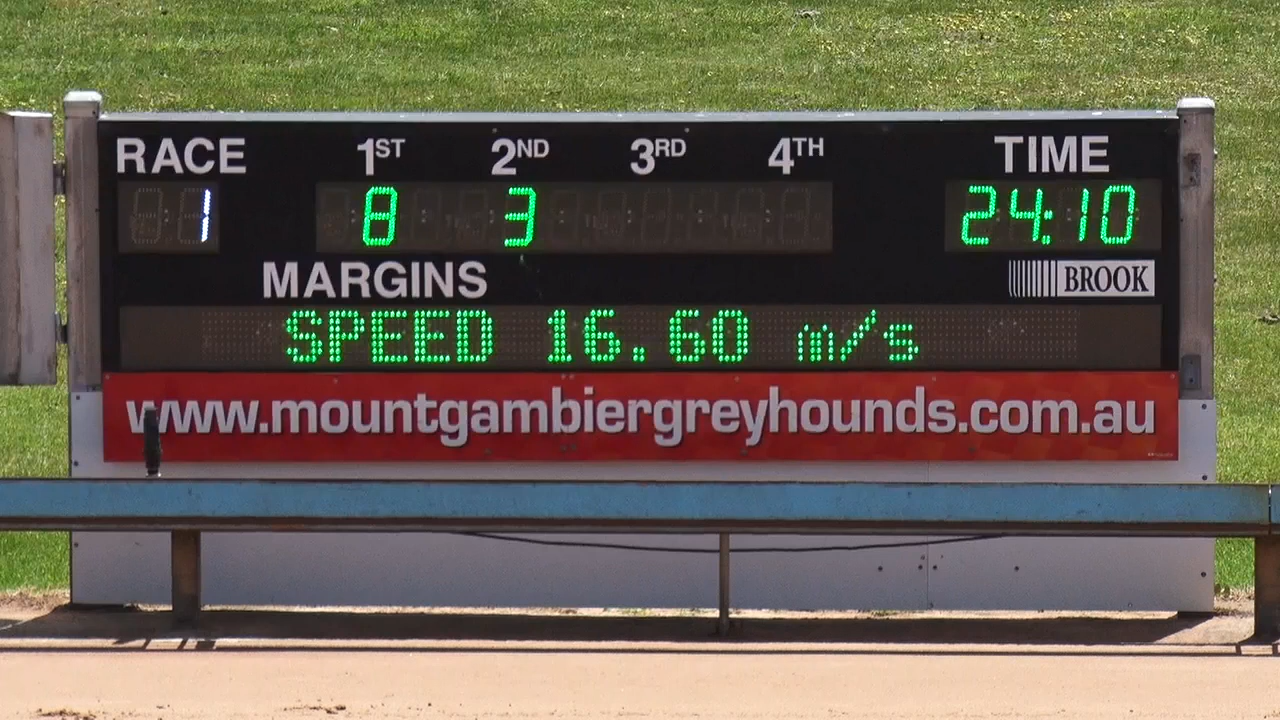 RACE 1ST 2ND 3RD 4TH TIME
1 8 3 24:10
MARGINS BROOK
SPEED 16.60 m/s
www.mountgambiergreyhounds.com.au